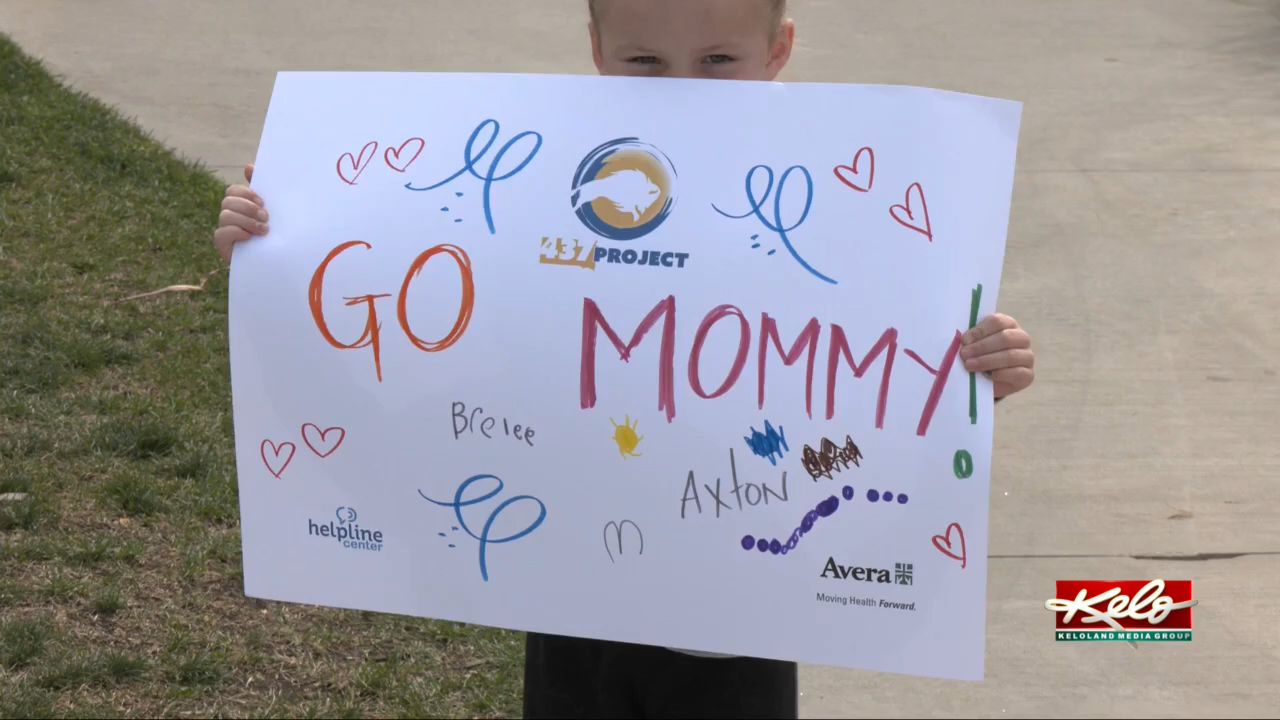 437 PROJECT
GO
MOMMY!
Brelee
AXtON
helpline
center
Avera
Moving Health Forward.
Kelo
KELOLAND MEDIA GROUP